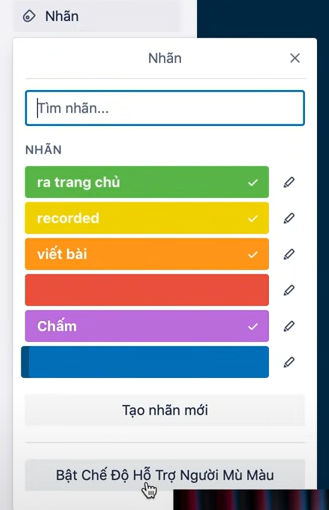 Nhãn
Nhãn
Tìm nhãn...
NHÃN
ra trang chủ
recorded
viết bài
Chấm
Tạo nhãn mới
Bật Chế Độ Hỗ Trợ Người Mù Màu